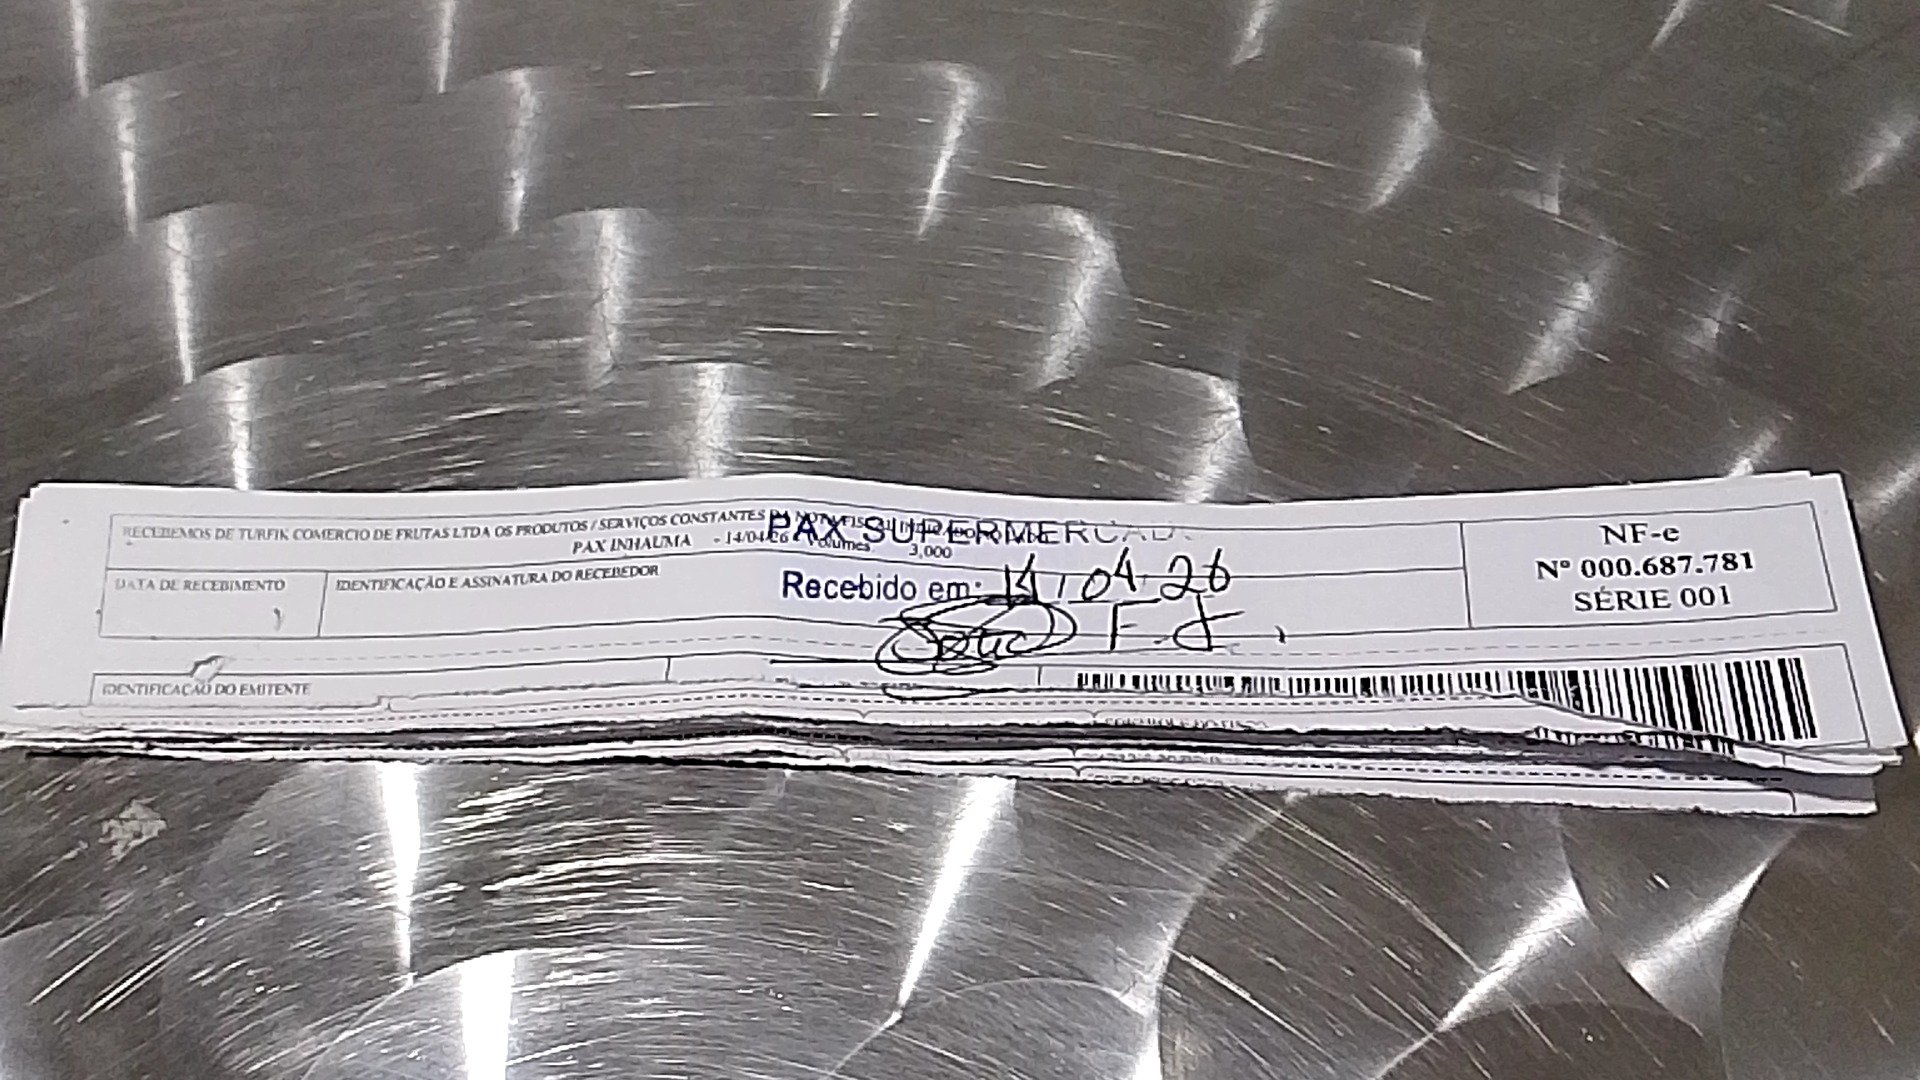 RECEBEMOS DE TURFIK COMERCIO DE FRUTAS LTDA OS PRODUTOS / SERVIÇOS CONSTANTES
PAX SUPERMERCAD
PAX INHAUMA - 14/04/26 Volumes 3,000
DATA DE RECEBIMENTO
IDENTIFICAÇÃO E ASSINATURA DO RECEBEDOR
Recebido em: 14/04/26
F.J.
NF-e
Nº 000.687.781
SÉRIE 001
IDENTIFICAÇÃO DO EMITENTE